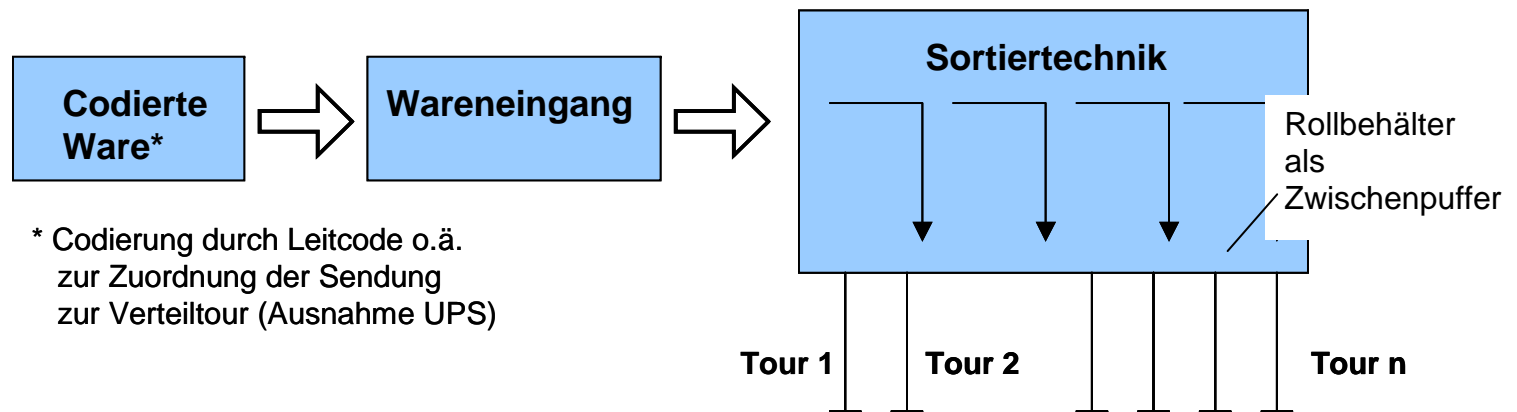 Codierte
Ware*
Wareneingang
Sortiertechnik
Rollbehälter
als
Zwischenpuffer
* Codierung durch Leitcode o.ä.
zur Zuordnung der Sendung
zur Verteiltour (Ausnahme UPS)
Tour 1
Tour 2
Tour n